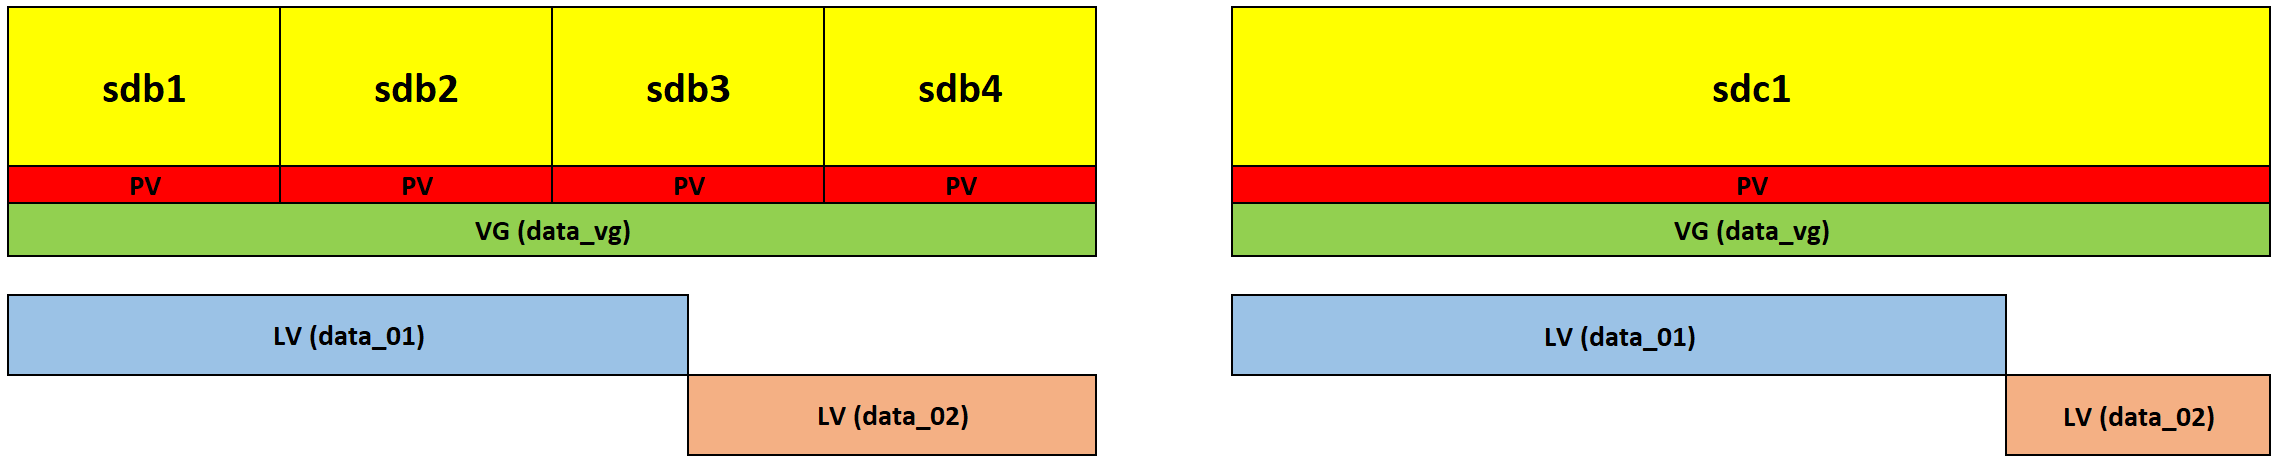 sdb1 sdb2 sdb3 sdb4
PV PV PV PV
VG (data_vg)
LV (data_01)
LV (data_02)
sdc1
PV
VG (data_vg)
LV (data_01)
LV (data_02)